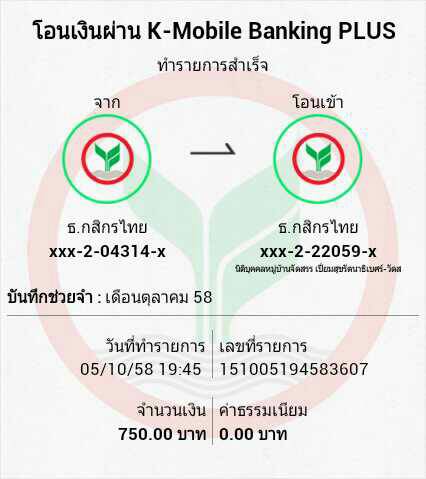 โอนเงินผ่าน K-Mobile Banking PLUS
ทำรายการสำเร็จ
จาก
โอนเข้า
ธ.กสิกรไทย
ธ.กสิกรไทย
xxx-2-04314-x
xxx-2-22059-x
นิติบุคคลหมู่บ้านจัดสรร เปี่ยมสุขรัตนาธิเบศร์-วัดส
บันทึกช่วยจำ : เดือนตุลาคม 58
วันที่ทำรายการ
เลขที่รายการ
05/10/58 19:45
151005194583607
จำนวนเงิน
ค่าธรรมเนียม
750.00 บาท
0.00 บาท